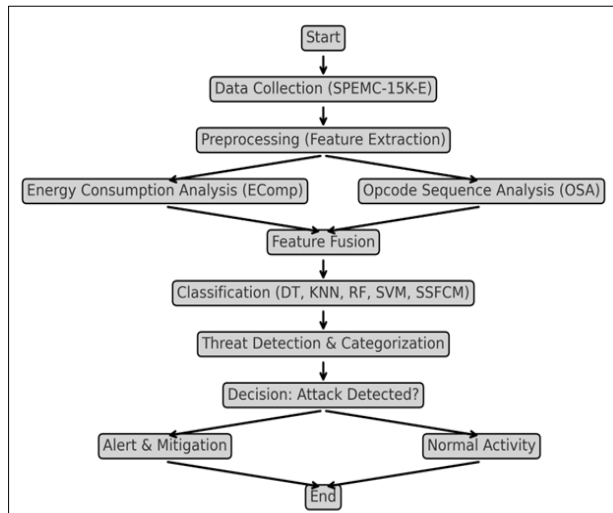 Start
Data Collection (SPEMC-15K-E)
Preprocessing (Feature Extraction)
Energy Consumption Analysis (EComp)
Opcode Sequence Analysis (OSA)
Feature Fusion
Classification (DT, KNN, RF, SVM, SSFCM)
Threat Detection & Categorization
Decision: Attack Detected?
Alert & Mitigation
Normal Activity
End